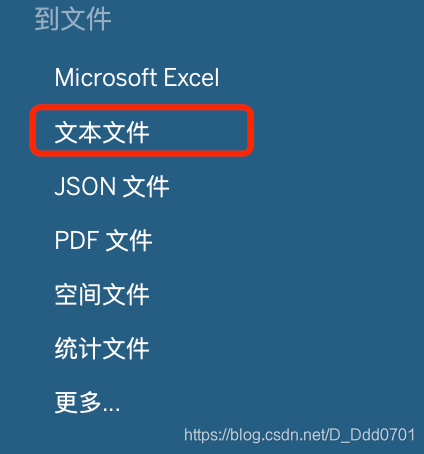 到文件
Microsoft Excel
文本文件
JSON 文件
PDF 文件
空间文件
统计文件
更多...
https://blog.csdn.net/D_Ddd0701